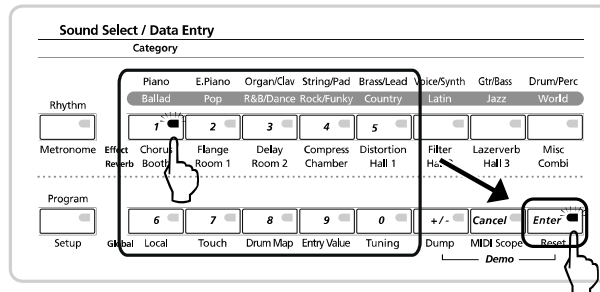 Sound Select / Data Entry
Category
Piano E.Piano Organ/Clav String/Pad Brass/Lead Voice/Synth Gtr/Bass Drum/Perc
Rhythm Ballad Pop R&B/Dance Rock/Funky Country Latin Jazz World
1 2 3 4 5
Metronome Effect Chorus Flange Delay Compress Distortion Filter Lazerverb Misc
Reverb Booth Room 1 Room 2 Chamber Hall 1 Hall 3 Combi
Program
6 7 8 9 0 +/- Cancel Enter
Setup Global Local Touch Drum Map Entry Value Tuning Dump MIDI Scope Reset
Demo